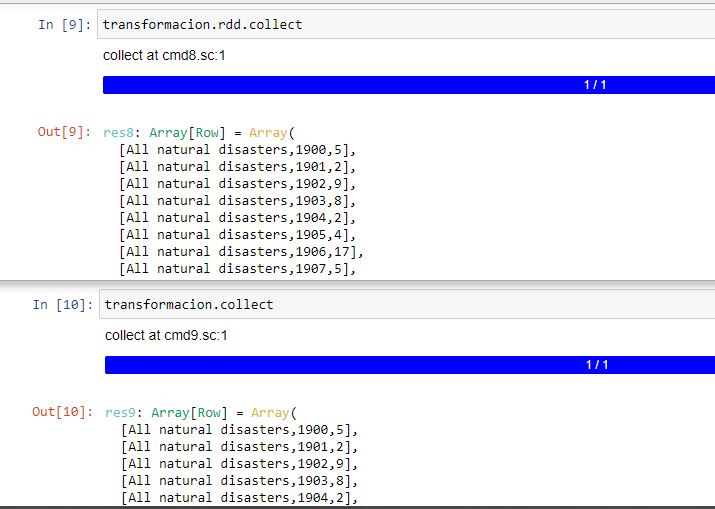 In [9]: transformacion.rdd.collect
collect at cmd8.sc:1
1 / 1
Out[9]: res8: Array[Row] = Array(
[All natural disasters,1900,5],
[All natural disasters,1901,2],
[All natural disasters,1902,9],
[All natural disasters,1903,8],
[All natural disasters,1904,2],
[All natural disasters,1905,4],
[All natural disasters,1906,17],
[All natural disasters,1907,5],
In [10]: transformacion.collect
collect at cmd9.sc:1
1 / 1
Out[10]: res9: Array[Row] = Array(
[All natural disasters,1900,5],
[All natural disasters,1901,2],
[All natural disasters,1902,9],
[All natural disasters,1903,8],
[All natural disasters,1904,2],